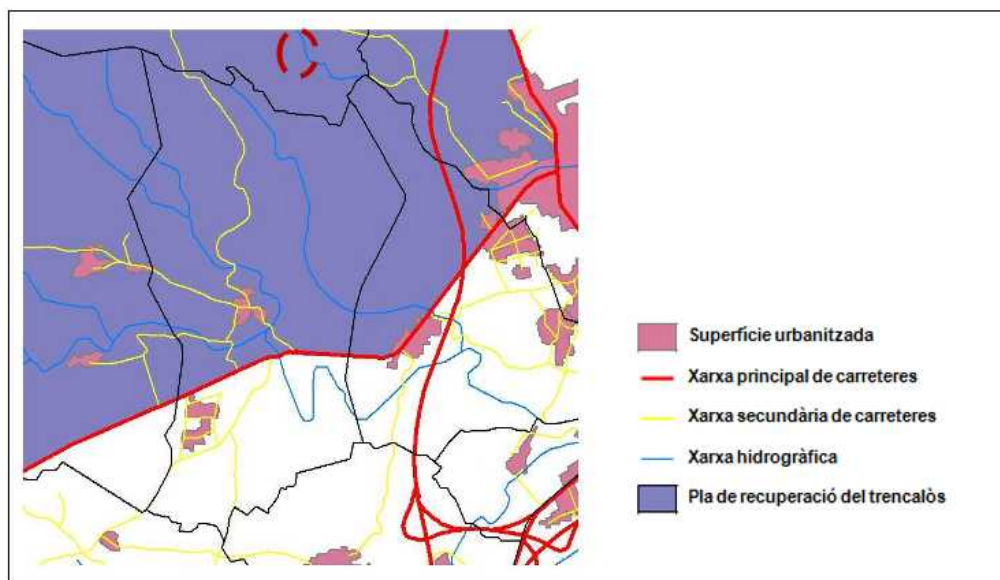 Superfície urbanitzada
Xarxa principal de carreteres
Xarxa secundària de carreteres
Xarxa hidrogràfica
Pla de recuperació del trencalòs